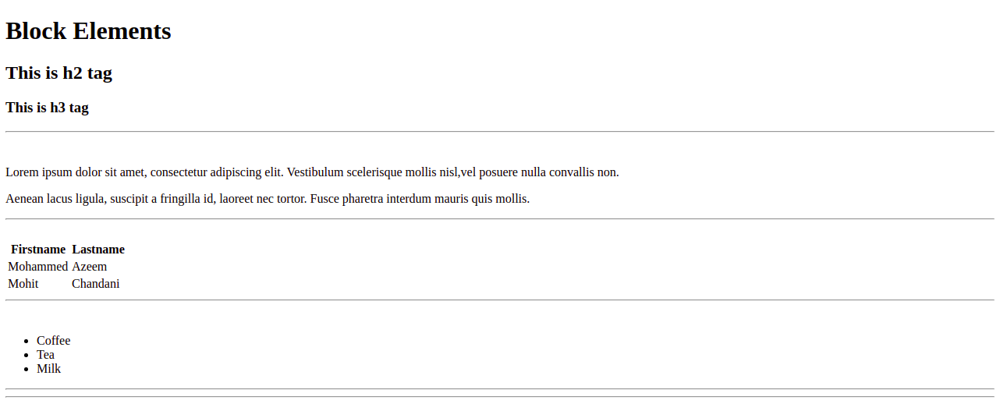 Block Elements
This is h2 tag
This is h3 tag
Lorem ipsum dolor sit amet, consectetur adipiscing elit. Vestibulum scelerisque mollis nisl,vel posuere nulla convallis non.
Aenean lacus ligula, suscipit a fringilla id, laoreet nec tortor. Fusce pharetra interdum mauris quis mollis.
Firstname Lastname
Mohammed Azeem
Mohit Chandani
Coffee
Tea
Milk